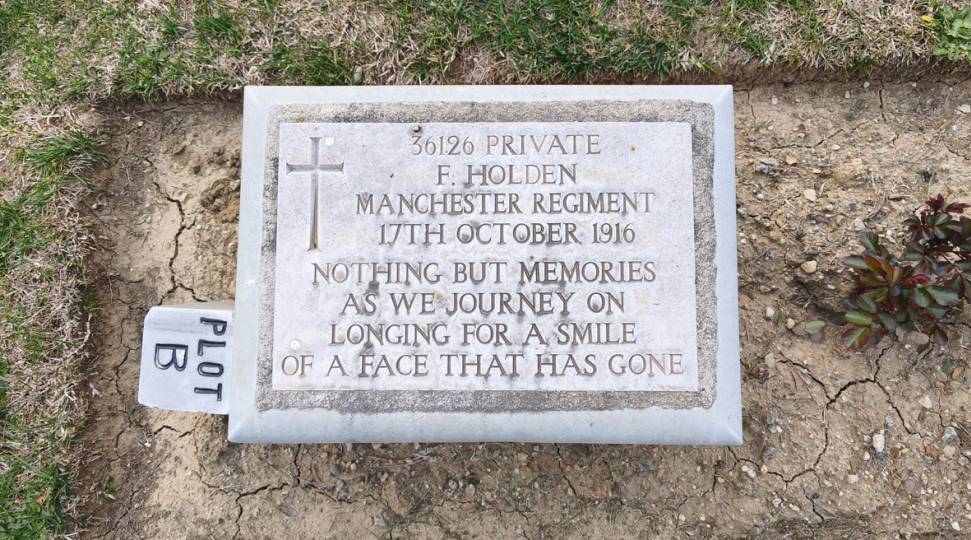 36126 PRIVATE
F. HOLDEN
MANCHESTER REGIMENT
17TH OCTOBER 1916
NOTHING BUT MEMORIES
AS WE JOURNEY ON
LONGING FOR A SMILE
OF A FACE THAT HAS GONE
PLOT
B